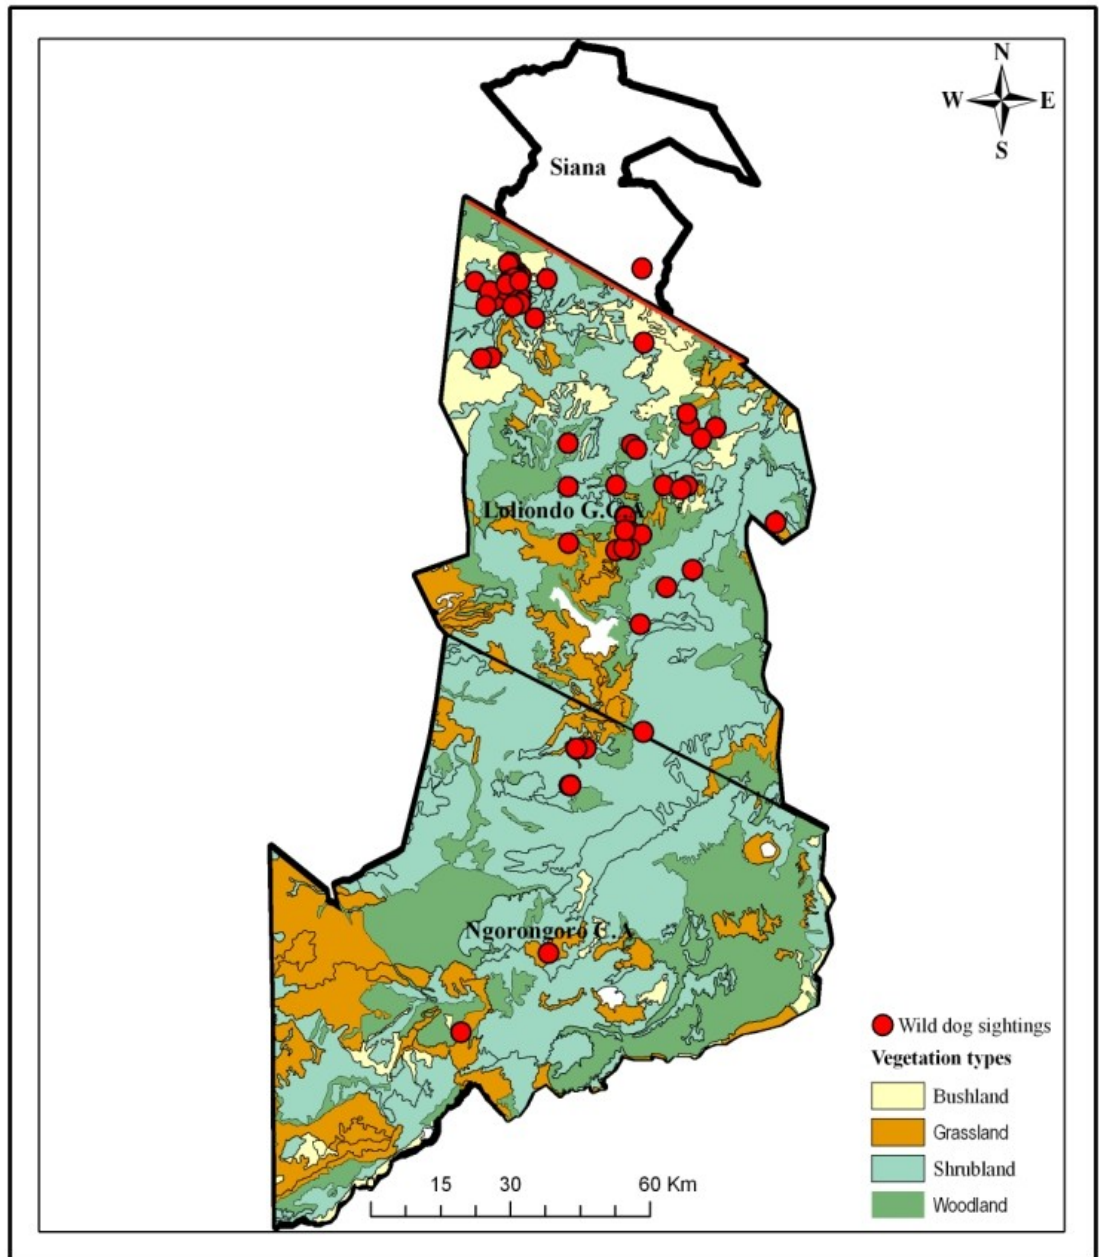 N
W E
S
Siana
Loliondo G.C.A
Ngorongoro C.A
Wild dog sightings
Vegetation types
Bushland
Grassland
Shrubland
Woodland
15 30 60 Km